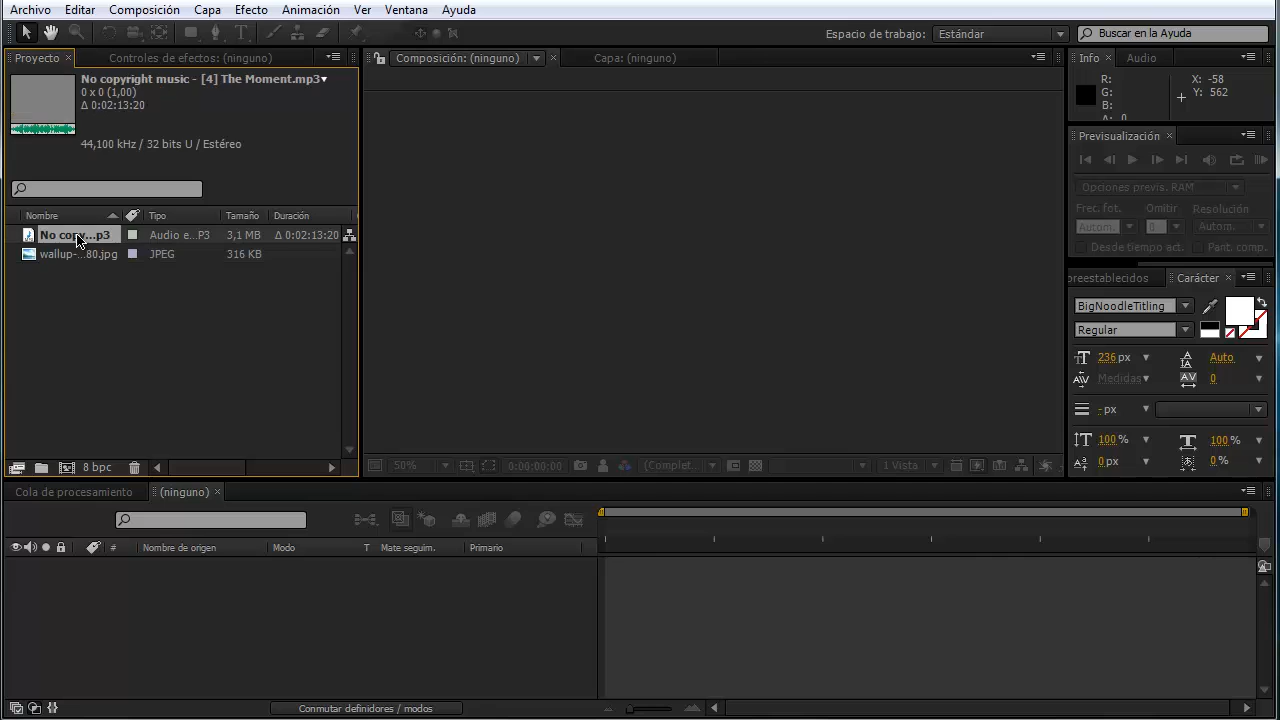 Archivo Editar Composición Capa Efecto Animación Ver Ventana Ayuda
Espacio de trabajo: Estándar Buscar en la Ayuda
Proyecto Controles de efectos: (ninguno) Composición: (ninguno) Capa: (ninguno) Info Audio
No copyright music - [4] The Moment.mp3
0 x 0 (1,00)
Δ 0:02:13:20
44,100 kHz / 32 bits U / Estéreo
R: X: -58
G: Y: 562
B:
A: 0
Previsualización
Opciones previs. RAM
Frec. fot. Omitir Resolución
Autom. 0 Autom.
Desde tiempo act. Pant. comp.
Nombre Tipo Tamaño Duración
No copy...p3 Audio e...P3 3,1 MB Δ 0:02:13:20
wallup-...80.jpg JPEG 316 KB
preestablecidos Carácter
BigNoodleTitling
Regular
236 px Auto
Medidas 0
- px
100 % 100 %
0 px 0 %
8 bpc
50% 0:00:00:00 (Complet... 1 Vista
Cola de procesamiento (ninguno)
# Nombre de origen Modo T Mate seguim. Primario
Conmutar definidores / modos